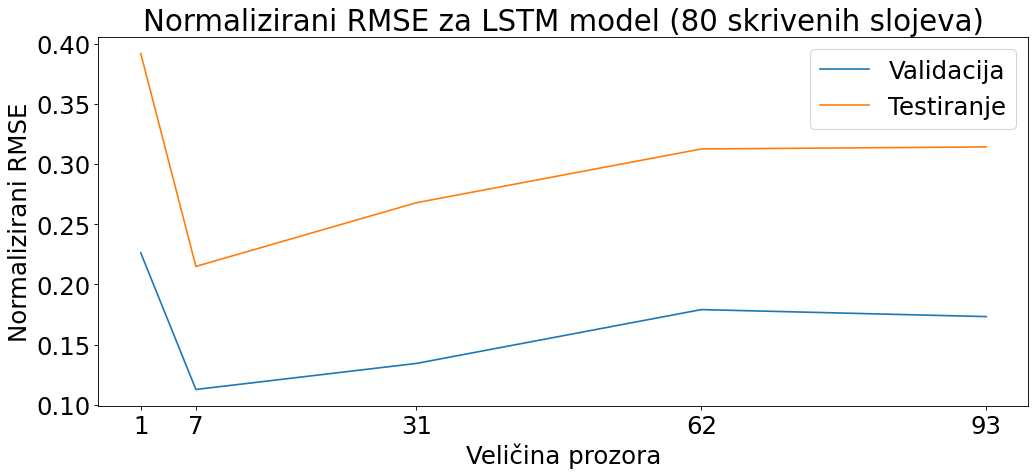 Normalizirani RMSE za LSTM model (80 skrivenih slojeva)
Normalizirani RMSE
0.40
0.35
0.30
0.25
0.20
0.15
0.10
Validacija
Testiranje
1 7 31 62 93
Veličina prozora